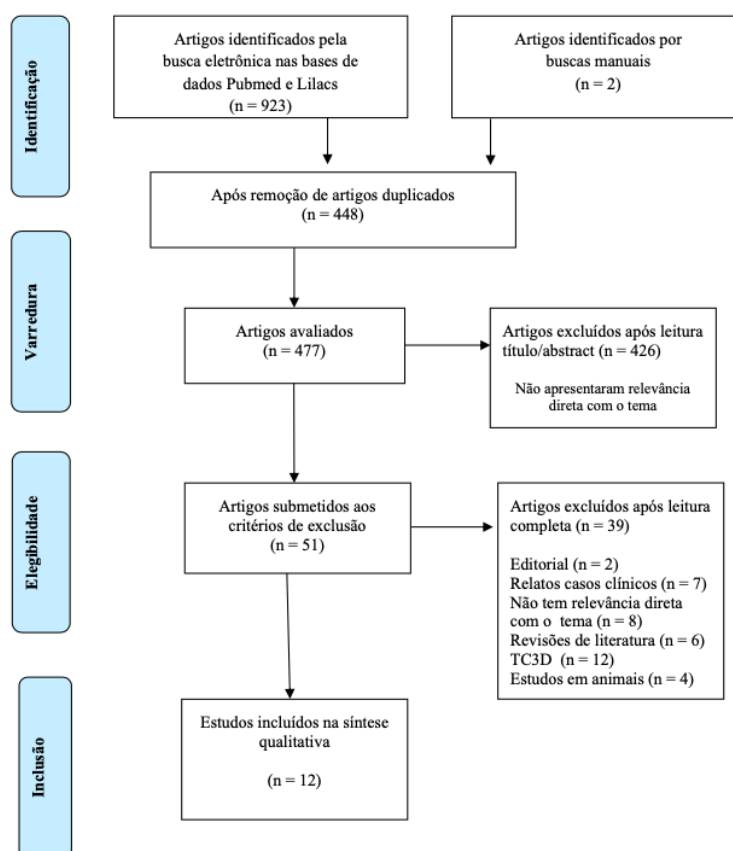 Identificação
Artigos identificados pela
busca eletrônica nas bases de
dados Pubmed e Lilacs
(n = 923)
Artigos identificados por
buscas manuais
(n = 2)
Após remoção de artigos duplicados
(n = 448)
Varredura
Artigos avaliados
(n = 477)
Artigos excluídos após leitura
título/abstract (n = 426)
Não apresentaram relevância
direta com o tema
Elegibilidade
Artigos submetidos aos
critérios de exclusão
(n = 51)
Artigos excluídos após leitura
completa (n = 39)
Editorial (n = 2)
Relatos casos clínicos (n = 7)
Não tem relevância direta
com o tema (n = 8)
Revisões de literatura (n = 6)
TC3D (n = 12)
Estudos em animais (n = 4)
Inclusão
Estudos incluídos na síntese
qualitativa
(n = 12)